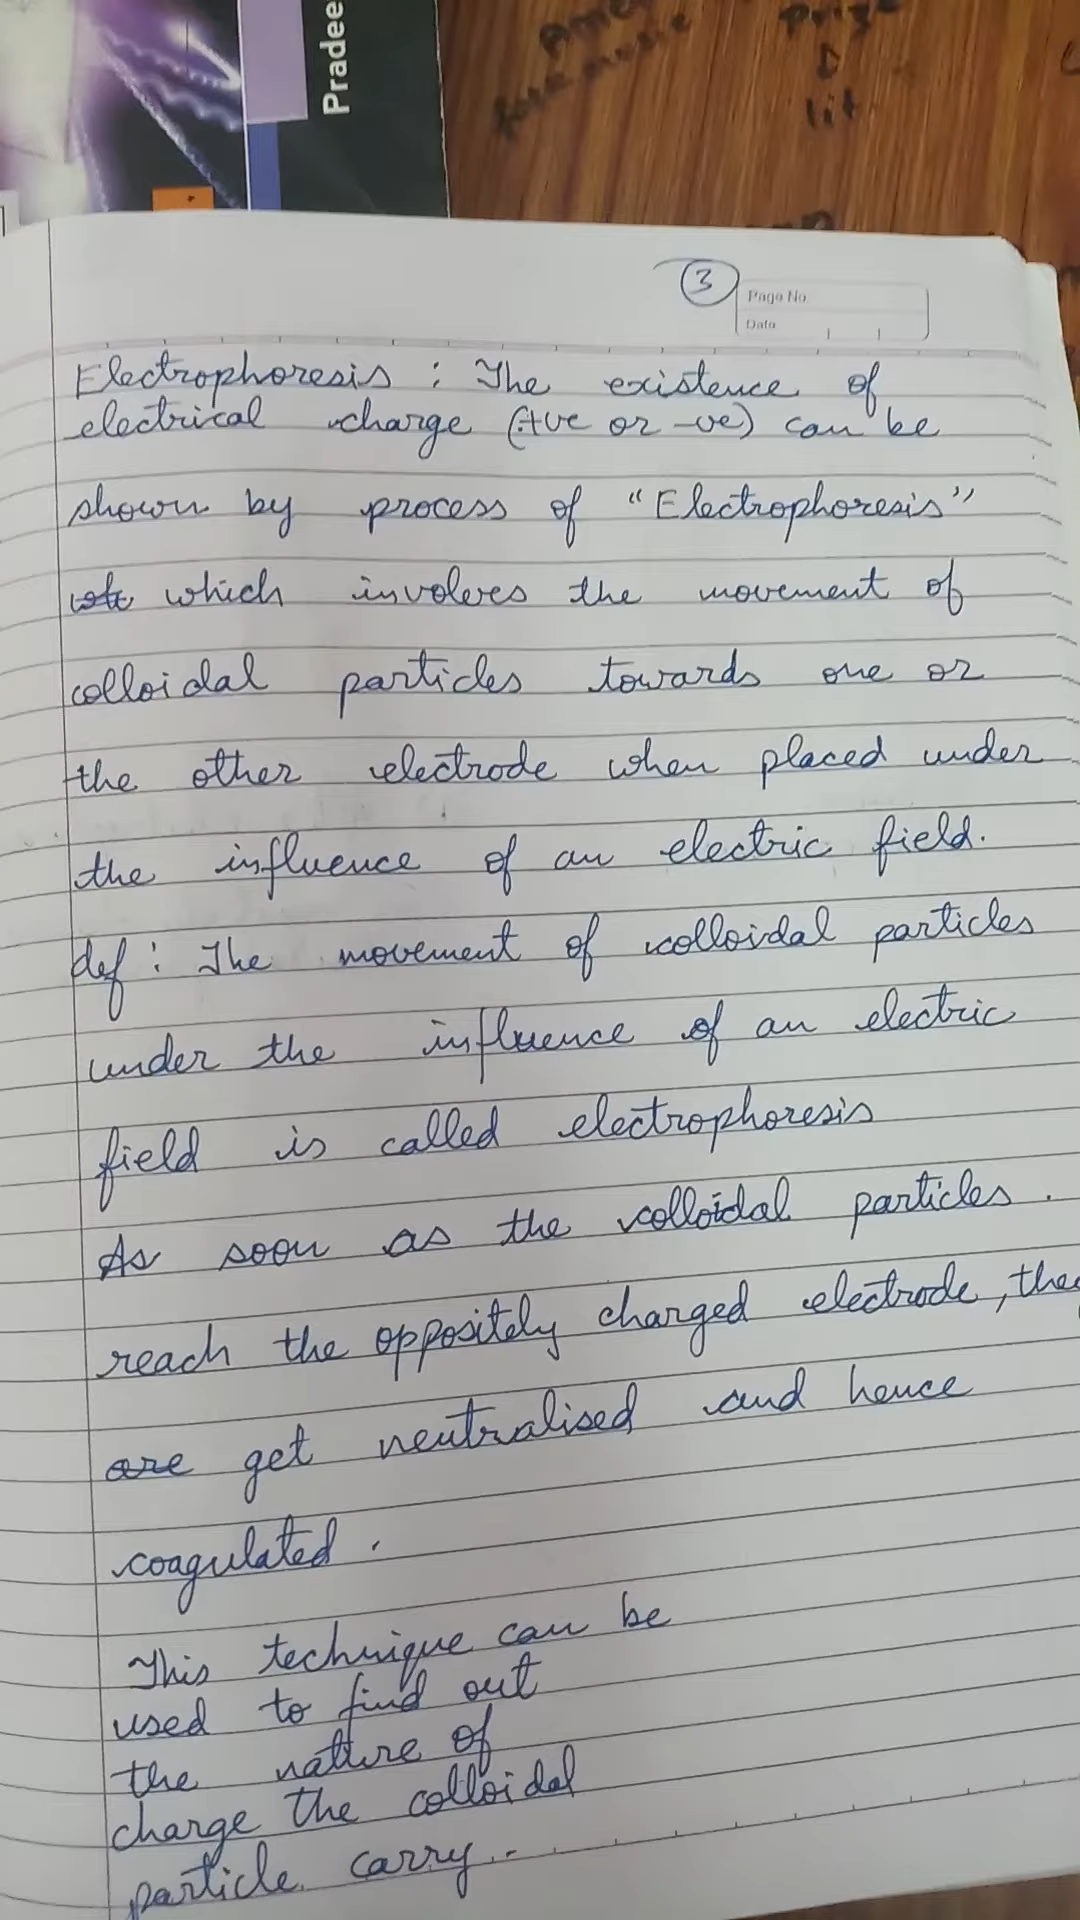 Pradee
Prize
lit
3
Page No
Date
Electrophoresis : The existence of
electrical charge (+ve or -ve) can be
shown by process of "Electrophoresis"
which involves the movement of
colloidal particles towards one or
the other electrode when placed under
the influence of an electric field.
def : The movement of colloidal particles
under the influence of an electric
field is called electrophoresis
As soon as the colloidal particles.
reach the oppositely charged electrode, the
are get neutralised and hence
coagulated.
This technique can be
used to find out
the nature of
charge the colloidal
particle carry..